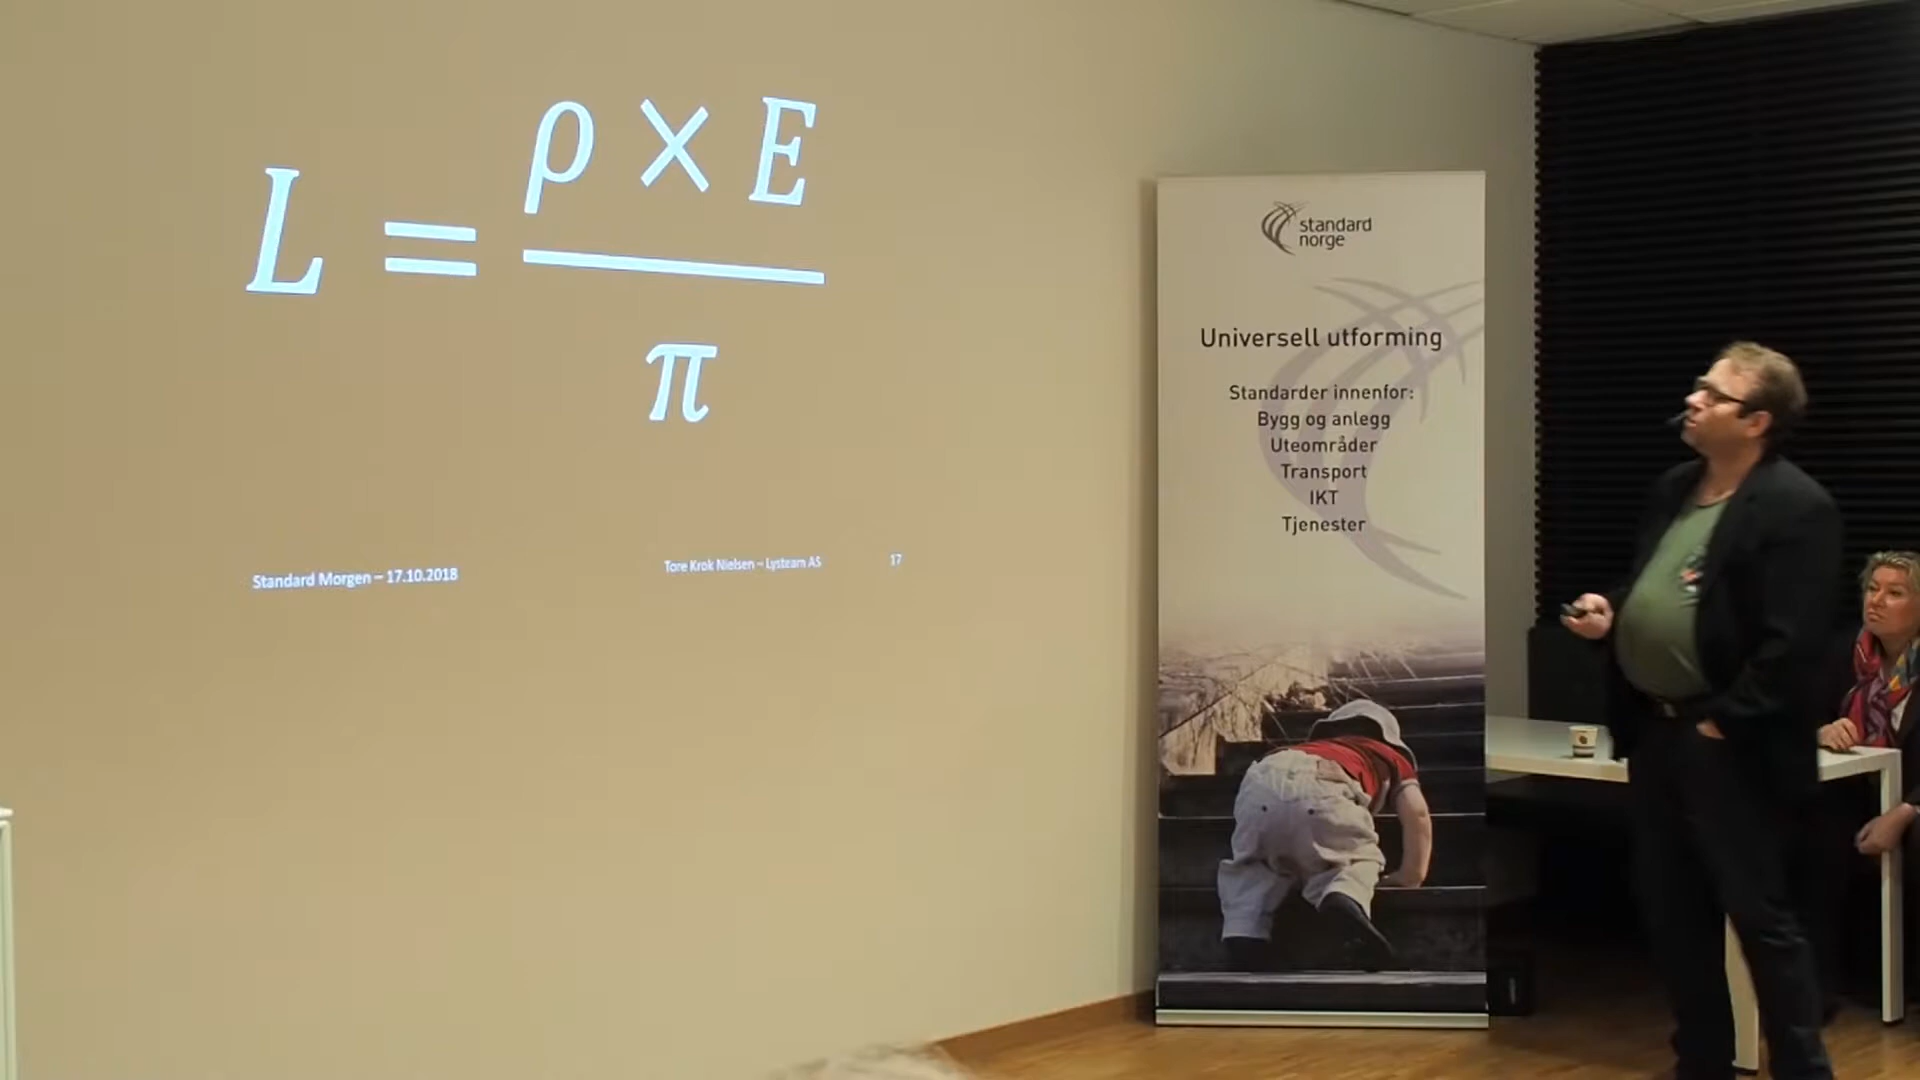 L = ρ × E / π
Standard Morgen – 17.10.2018
Tore Krok Nielsen – Lysteam AS
17
standard
norge
Universell utforming
Standarder innenfor:
Bygg og anlegg
Uteområder
Transport
IKT
Tjenester